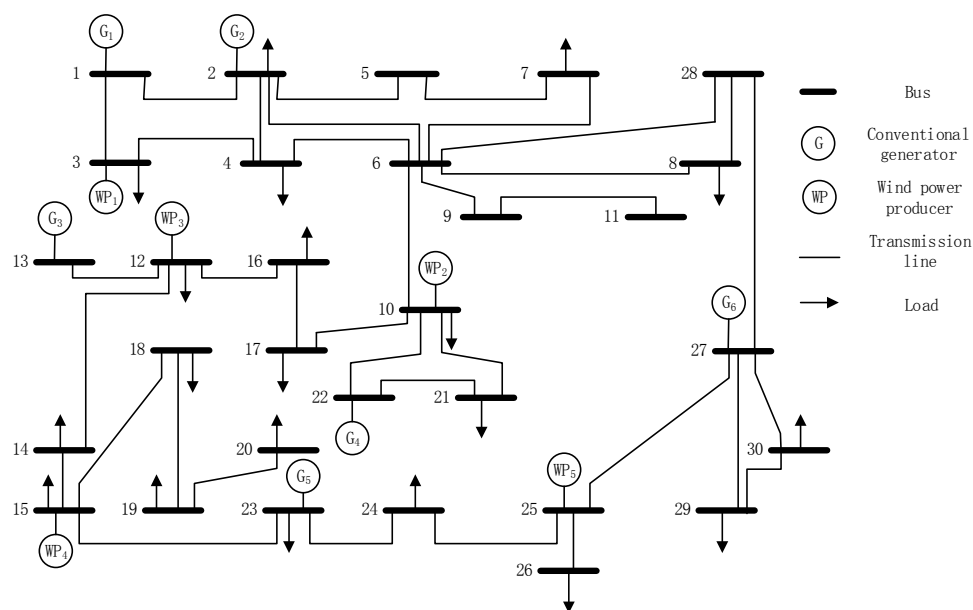 G₁
G₂
1
2
5
7
28
Bus
3
4
6
8
G
Conventional
generator
WP₁
9
11
WP
Wind power
producer
G₃
WP₃
13
12
16
WP₂
Transmission
line
10
G₆
Load
18
17
27
22
21
G₄
14
20
30
WP₅
G₅
15
19
23
24
25
29
WP₄
26